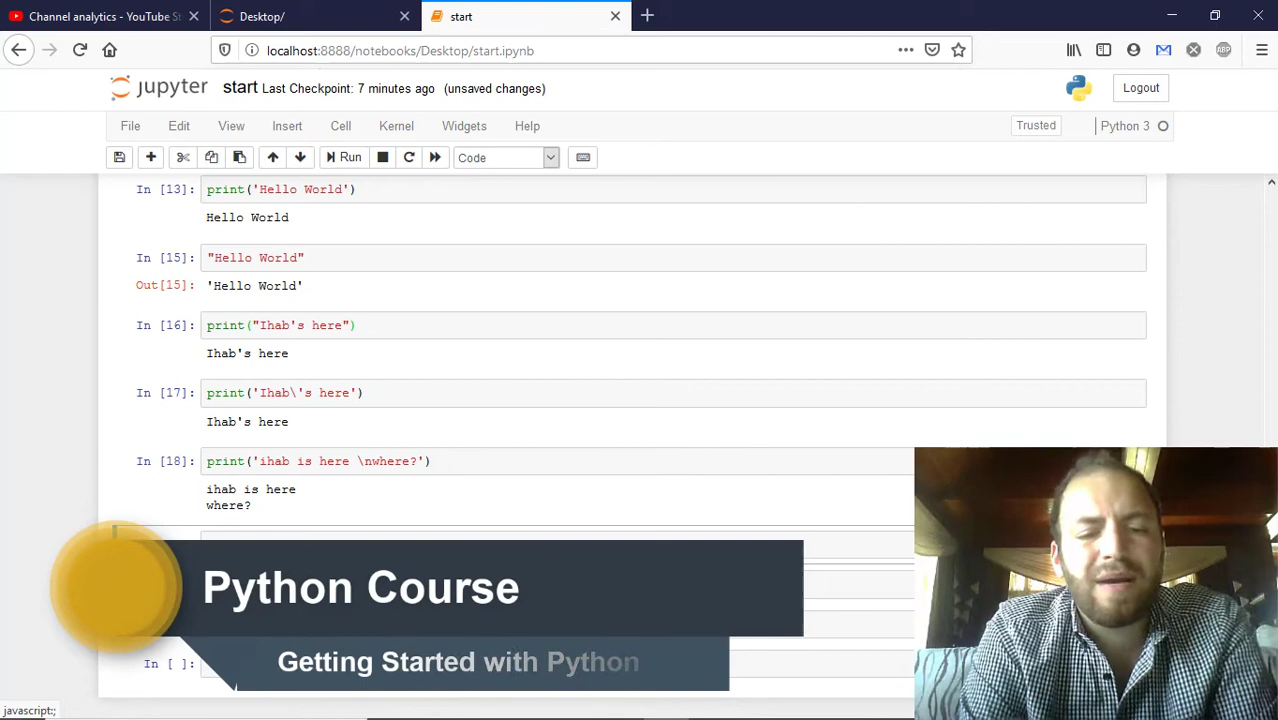 Channel analytics - YouTube St
Desktop/
start
localhost:8888/notebooks/Desktop/start.ipynb
ABP
jupyter start Last Checkpoint: 7 minutes ago (unsaved changes)
Logout
File Edit View Insert Cell Kernel Widgets Help
Trusted
Python 3
Run
Code
In [13]: print('Hello World')
Hello World
In [15]: "Hello World"
Out[15]: 'Hello World'
In [16]: print("Ihab's here")
Ihab's here
In [17]: print('Ihab\'s here')
Ihab's here
In [18]: print('ihab is here \nwhere?')
ihab is here
where?
Python Course
Getting Started with Python
In [ ]:
javascript:;